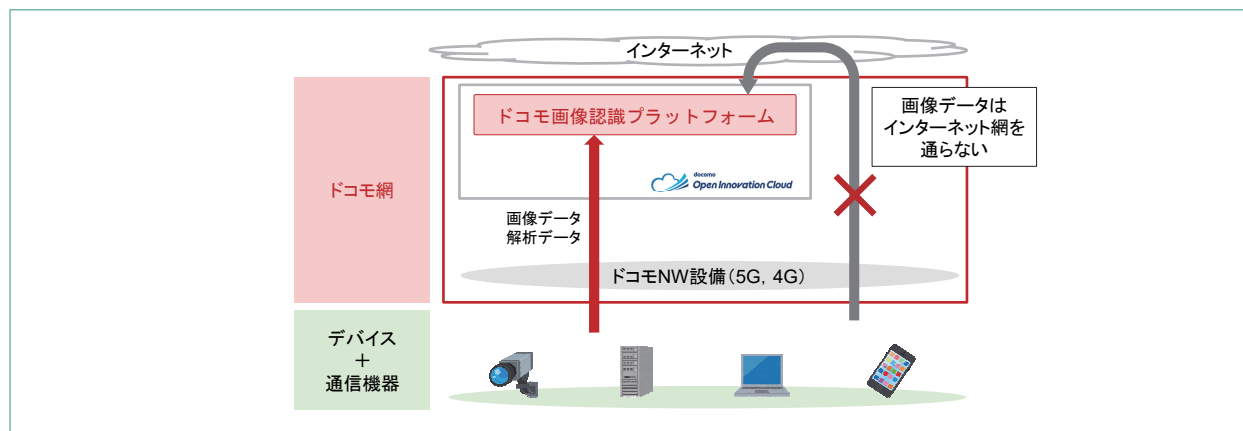 インターネット
ドコモ画像認識プラットフォーム
画像データは
インターネット網を
通らない
docomo
Open Innovation Cloud
ドコモ網
画像データ
解析データ
ドコモNW設備（5G，4G）
デバイス
＋
通信機器